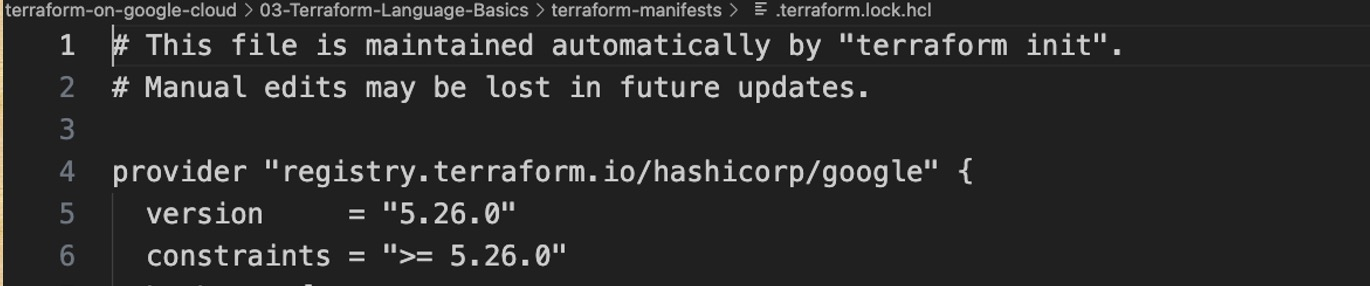 terraform-on-google-cloud > 03-Terraform-Language-Basics > terraform-manifests > .terraform.lock.hcl
1 # This file is maintained automatically by "terraform init".
2 # Manual edits may be lost in future updates.
3
4 provider "registry.terraform.io/hashicorp/google" {
5 version     = "5.26.0"
6 constraints = ">= 5.26.0"